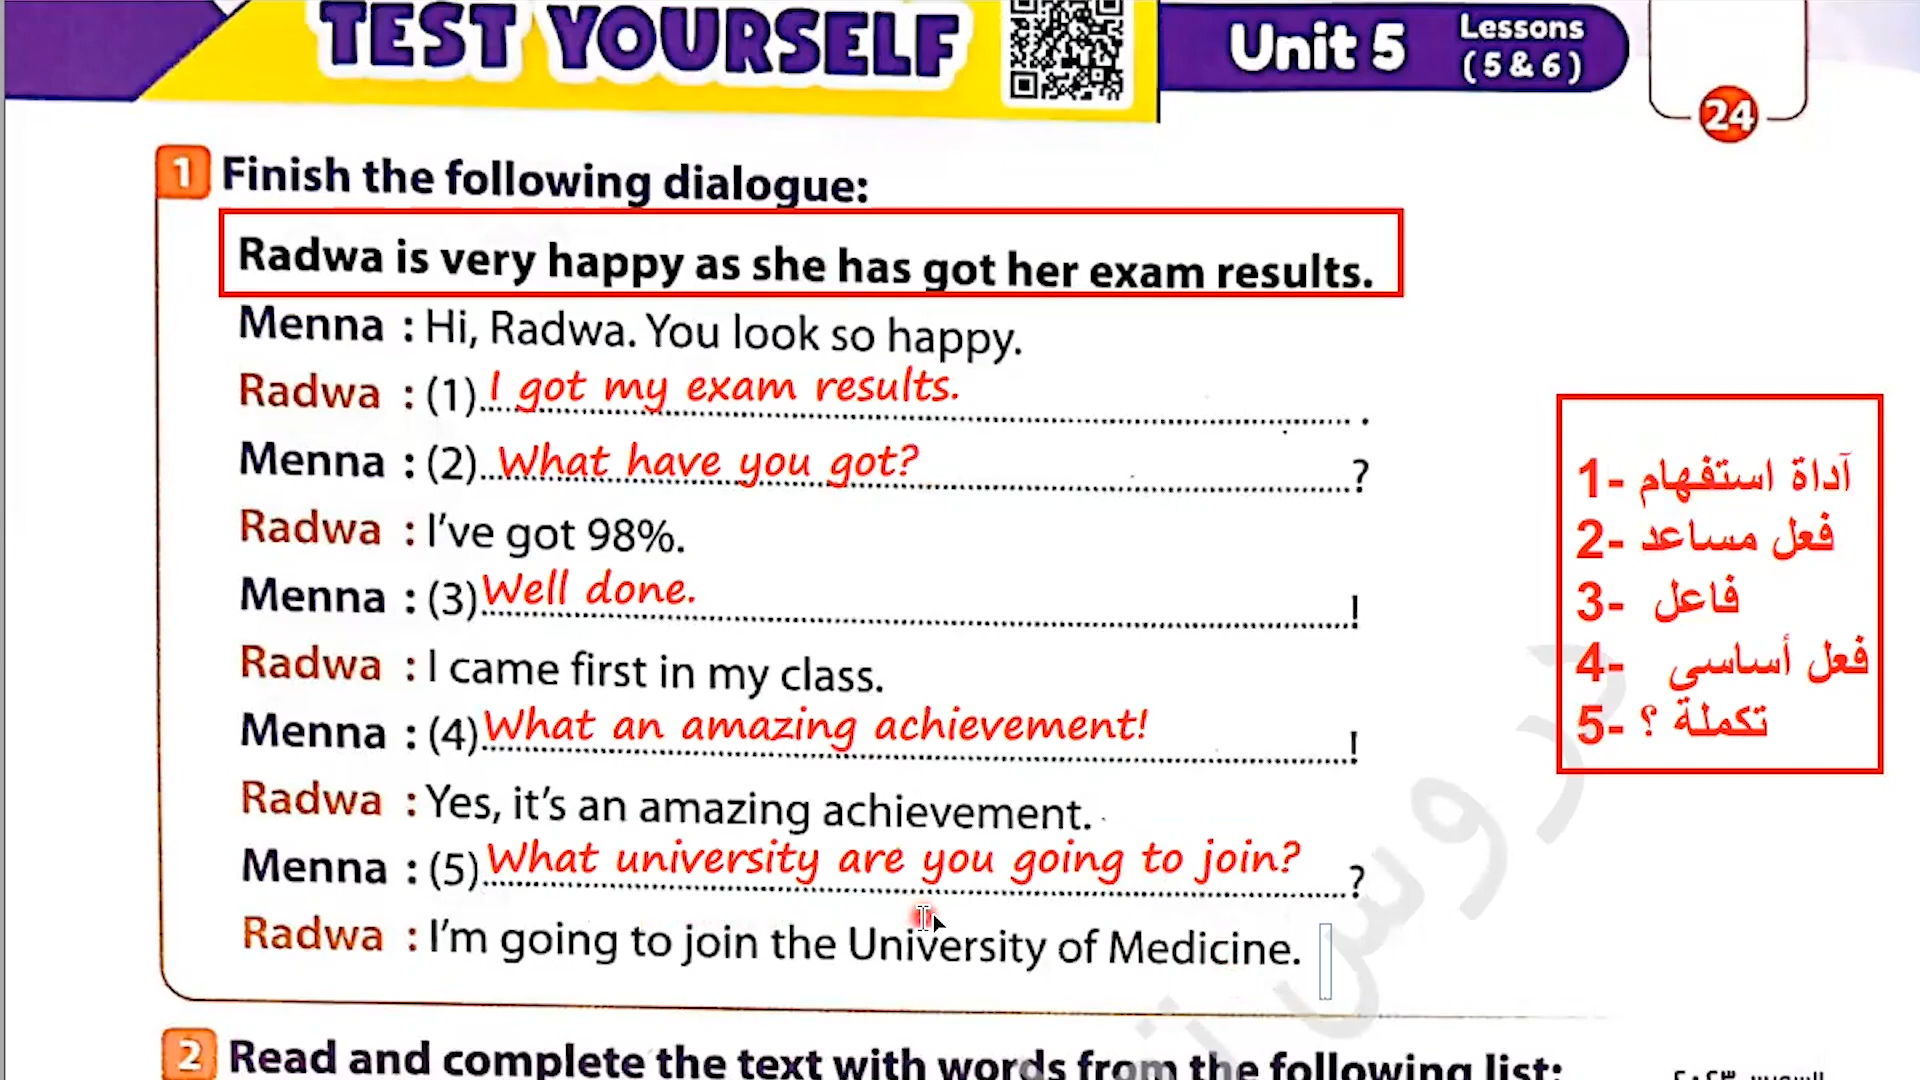 TEST YOURSELF
Unit 5 Lessons (5 & 6)
24
1 Finish the following dialogue:
Radwa is very happy as she has got her exam results.
Menna : Hi, Radwa. You look so happy.
Radwa : (1) I got my exam results. .
Menna : (2) What have you got? ?
Radwa : I've got 98%.
Menna : (3) Well done. !
Radwa : I came first in my class.
Menna : (4) What an amazing achievement! !
Radwa : Yes, it's an amazing achievement.
Menna : (5) What university are you going to join? ?
Radwa : I'm going to join the University of Medicine.
1- آداة استفهام
2- فعل مساعد
3- فاعل
4- فعل أساسي
5- تكملة ؟
2 Read and complete the text with words from the following list:
دروس